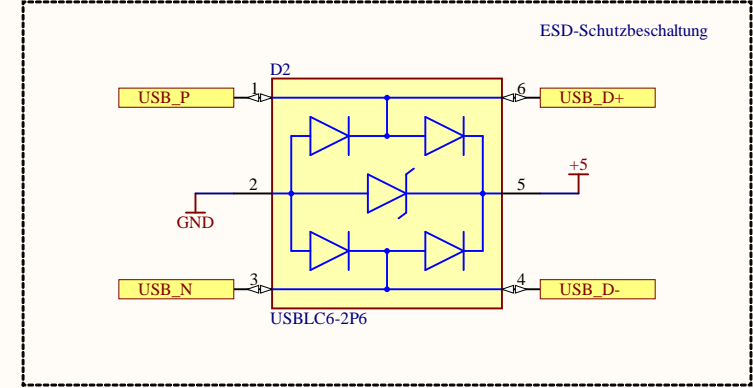 ESD-Schutzbeschaltung
D2
USB_P 1 6 USB_D+
2 5 +5
GND
USB_N 3 4 USB_D-
USBLC6-2P6